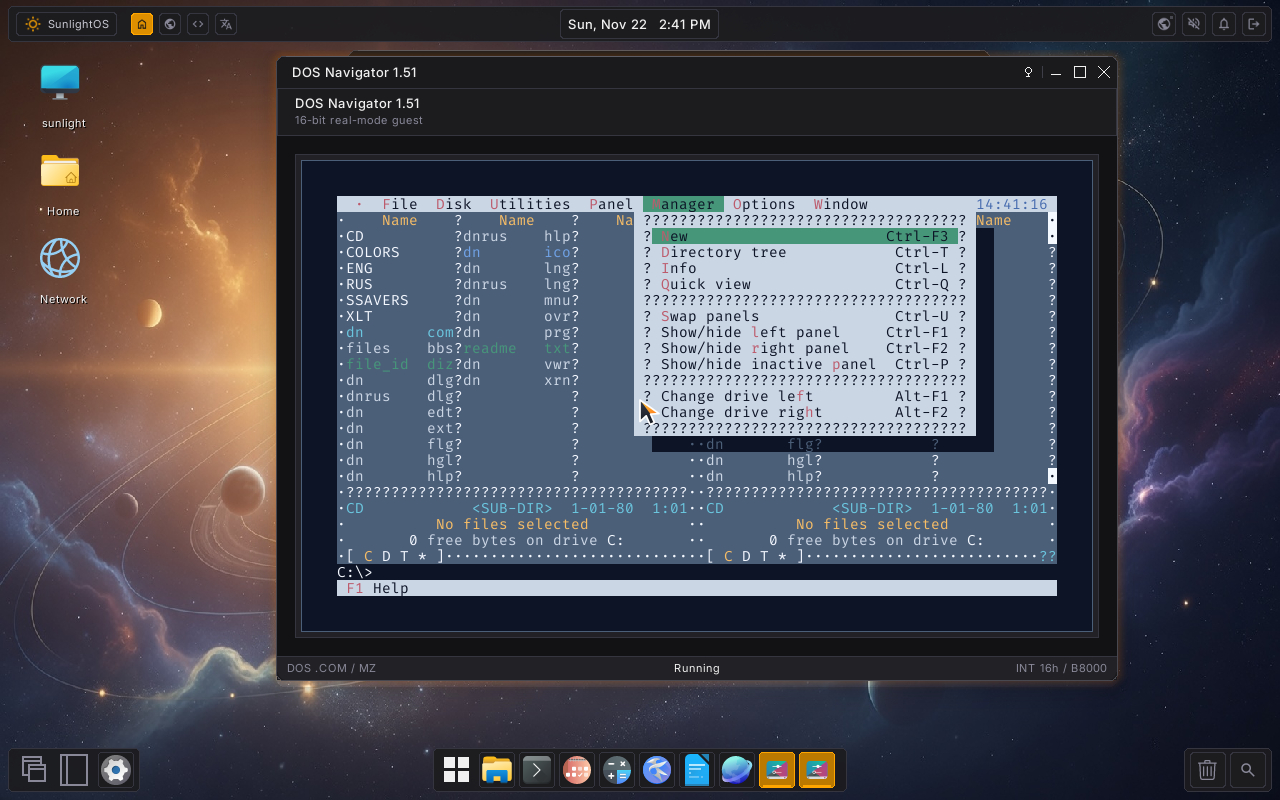 SunlightOS
Sun, Nov 22 2:41 PM
sunlight
Home
Network
DOS Navigator 1.51
DOS Navigator 1.51
16-bit real-mode guest
· File Disk Utilities Panel Manager Options Window 14:41:16
· Name ? Name ? Na ???????????????????????????????????? Name ·
·CD ?dnrus hlp? ? New Ctrl-F3 ? ·
·COLORS ?dn ico? ? Directory tree Ctrl-T ? ?
·ENG ?dn lng? ? Info Ctrl-L ? ?
·RUS ?dnrus lng? ? Quick view Ctrl-Q ? ?
·SSAVERS ?dn mnu? ???????????????????????????????????? ?
·XLT ?dn ovr? ? Swap panels Ctrl-U ? ?
·dn com?dn prg? ? Show/hide left panel Ctrl-F1 ? ?
·files bbs?readme txt? ? Show/hide right panel Ctrl-F2 ? ?
·file_id diz?dn vwr? ? Show/hide inactive panel Ctrl-P ? ?
·dn dlg?dn xrn? ???????????????????????????????????? ?
·dnrus dlg? ? ? Change drive left Alt-F1 ? ?
·dn edt? ? Change drive right Alt-F2 ? ?
·dn ext? ? ???????????????????????????????????? ?
·dn flg? ? ··dn flg? ? ?
·dn hgl? ? ··dn hgl? ? ?
·dn hlp? ? ··dn hlp? ? ·
·??????????????????????????????????????··??????????????????????????????????????·
·CD <SUB-DIR> 1-01-80 1:01··CD <SUB-DIR> 1-01-80 1:01·
· No files selected ·· No files selected ·
· 0 free bytes on drive C: ·· 0 free bytes on drive C: ·
·[ C D T * ]·····························[ C D T * ]··························??
C:\>
F1 Help
DOS .COM / MZ
Running
INT 16h / B8000